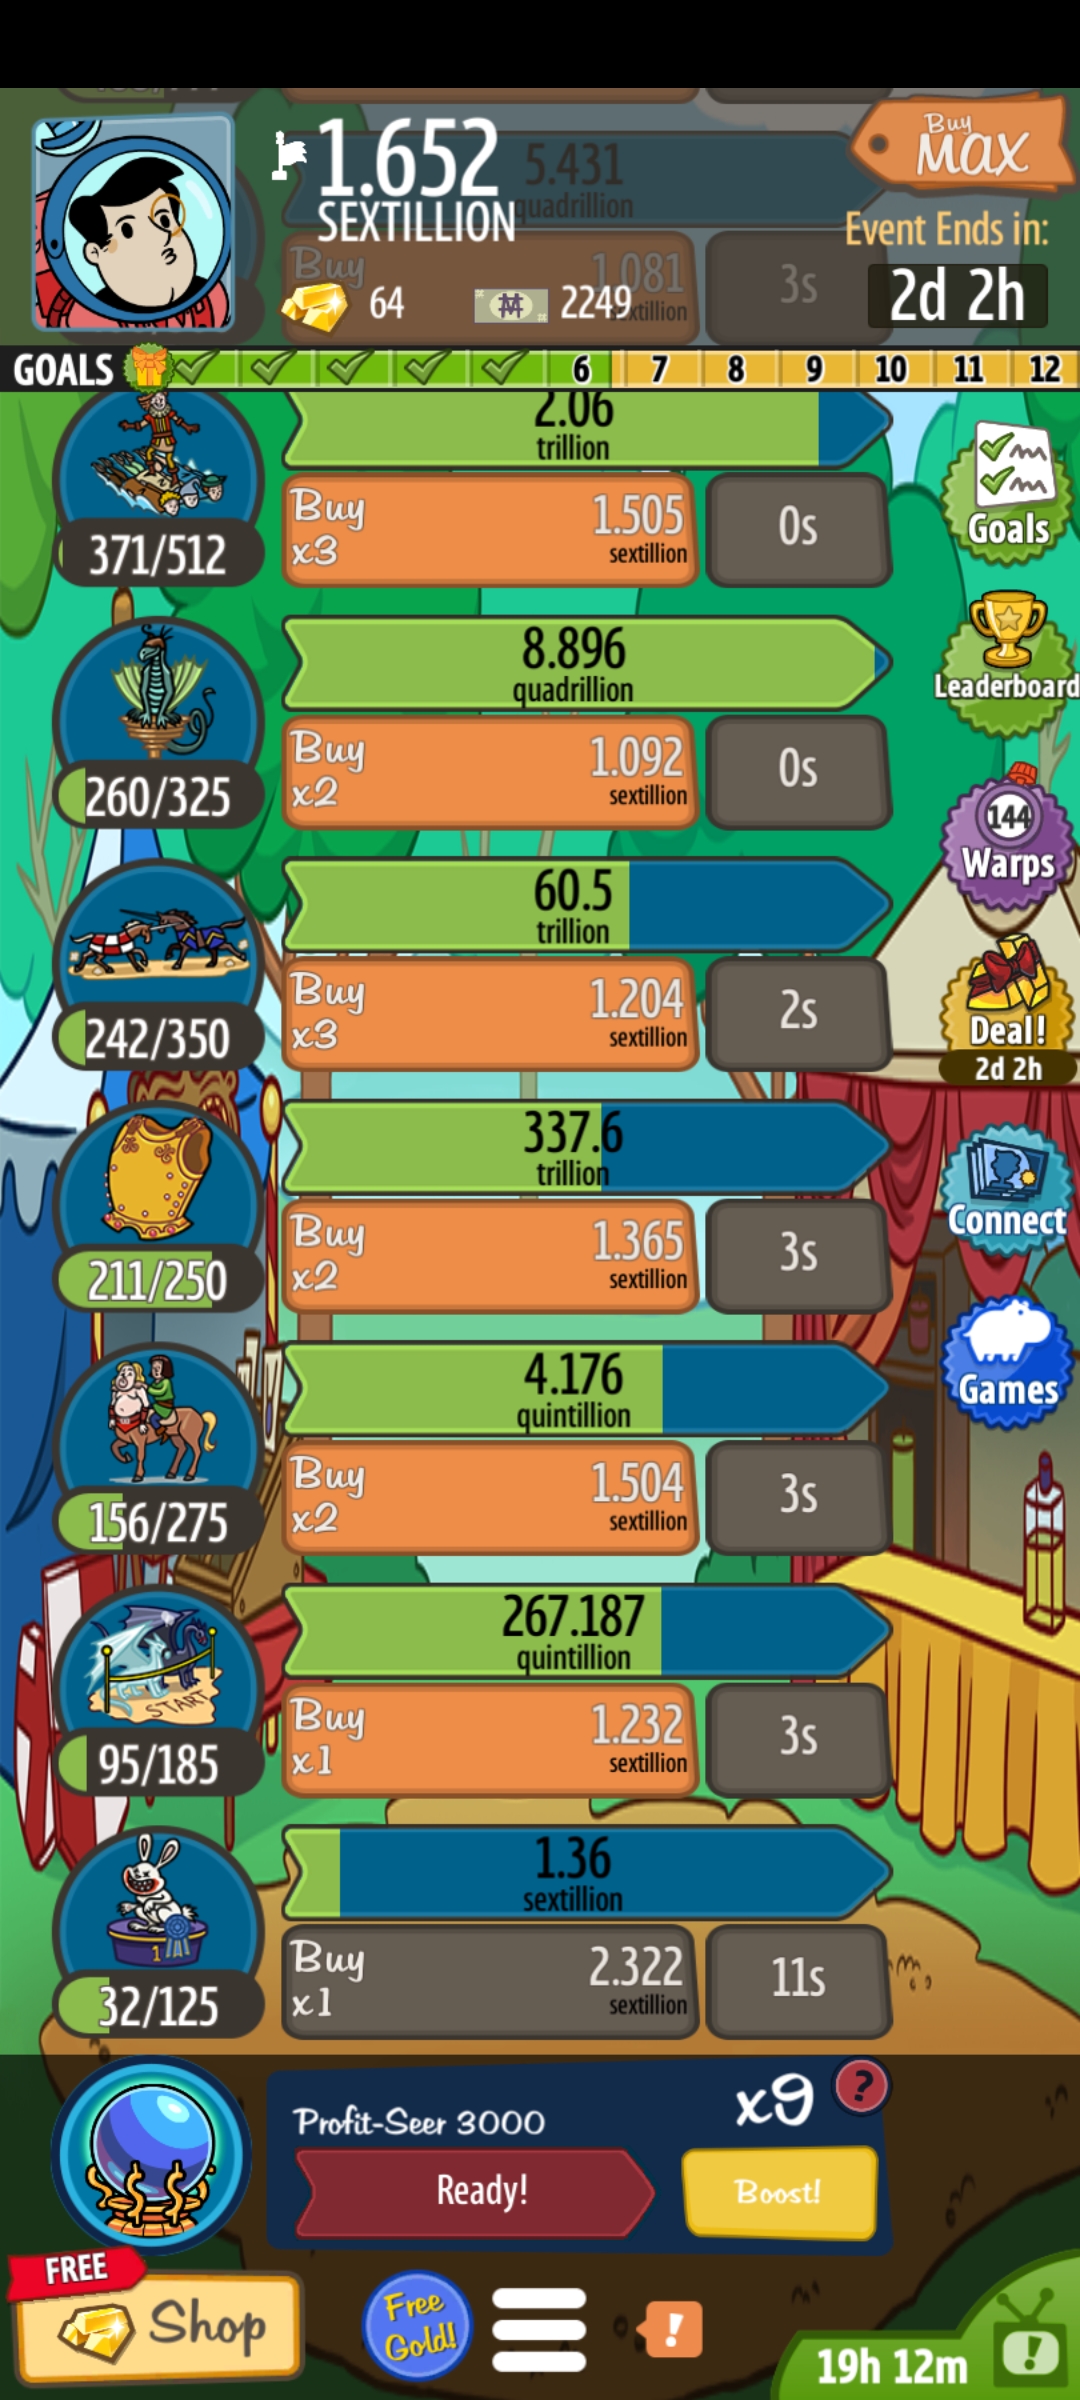 5.431
quadrillion
Buy
1.081
sextillion
3s
1.652
SEXTILLION
64
2249
Buy
MAX
Event Ends in:
2d 2h
GOALS
6 7 8 9 10 11 12
2.06
trillion
371/512
Buy
x3
1.505
sextillion
0s
8.896
quadrillion
260/325
Buy
x2
1.092
sextillion
0s
60.5
trillion
242/350
Buy
x3
1.204
sextillion
2s
337.6
trillion
211/250
Buy
x2
1.365
sextillion
3s
4.176
quintillion
156/275
Buy
x2
1.504
sextillion
3s
267.187
quintillion
START
95/185
Buy
x1
1.232
sextillion
3s
1.36
sextillion
1
32/125
Buy
x1
2.322
sextillion
11s
Goals
Leaderboard
144
Warps
Deal!
2d 2h
Connect
Games
Profit-Seer 3000
x9
?
Ready!
Boost!
FREE
Shop
Free
Gold!
!
19h 12m
!